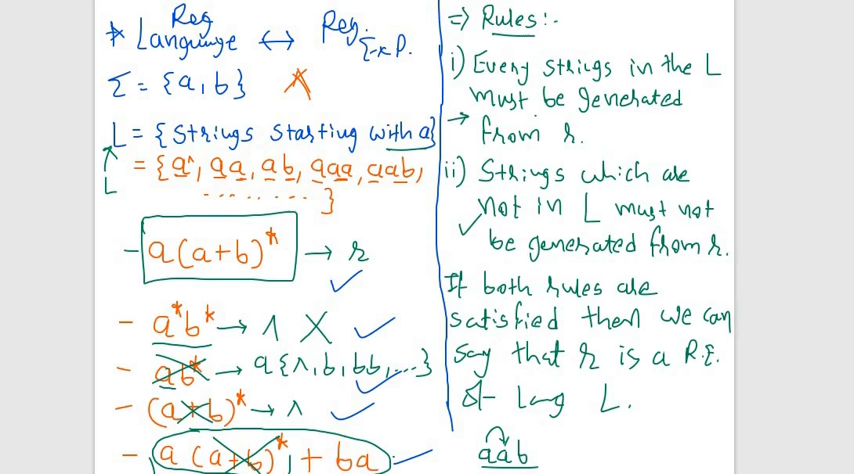 * Reg Language ↔ Reg. Exp.
Σ = {a,b}
L = {Strings Starting with a}
L = {a, aa, ab, aaa, aab,
.........}
- a(a+b)* → r
- a*b* → Λ X
- ab* → a{Λ, b, bb, ...}
- (a+b)* → Λ
- a(a+b)* + ba
⇒ Rules:-
i) Every strings in the L
must be generated
→ from r.
ii) Strings which are
not in L must not
be generated from r.
If both rules are
satisfied then we can
say that r is a R.E.
of Lang L.
aab